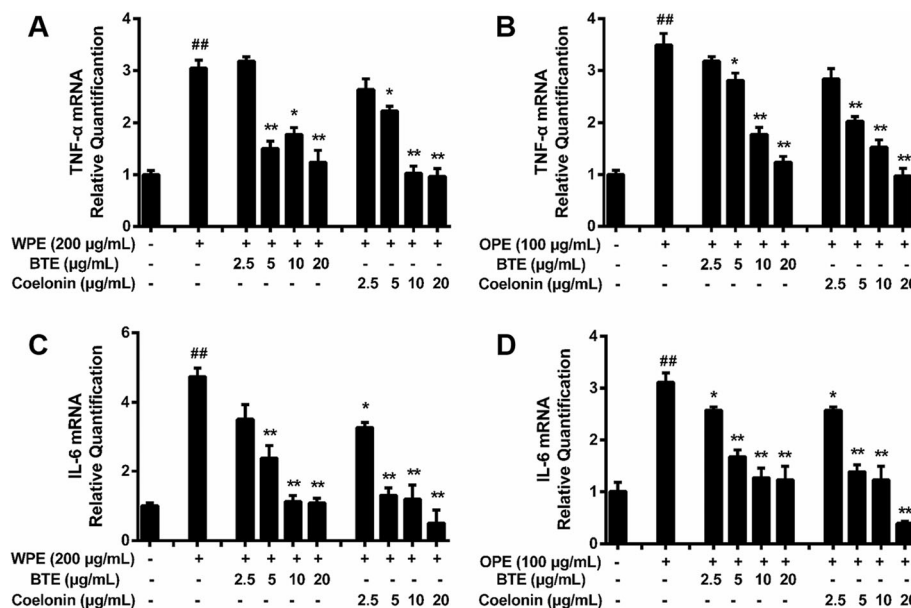 A
TNF-α mRNA
Relative Quantificantion
4
3
2
1
0
##
**
*
**
*
**
**
WPE (200 μg/mL) - + + + + + + + + +
BTE (μg/mL) - - 2.5 5 10 20 - - - -
Coelonin (μg/mL) - - - - - - 2.5 5 10 20
B
TNF-α mRNA
Relative Quantificantion
4
3
2
1
0
##
*
**
**
**
**
**
OPE (100 μg/mL) - + + + + + + + + +
BTE (μg/mL) - - 2.5 5 10 20 - - - -
Coelonin (μg/mL) - - - - - - 2.5 5 10 20
C
IL-6 mRNA
Relative Quantification
6
4
2
0
##
**
**
**
*
**
**
**
WPE (200 μg/mL) - + + + + + + + + +
BTE (μg/mL) - - 2.5 5 10 20 - - - -
Coelonin (μg/mL) - - - - - - 2.5 5 10 20
D
IL-6 mRNA
Relative Quantification
4
3
2
1
0
##
*
**
**
**
*
**
**
**
OPE (100 μg/mL) - + + + + + + + + +
BTE (μg/mL) - - 2.5 5 10 20 - - - -
Coelonin (μg/mL) - - - - - - 2.5 5 10 20